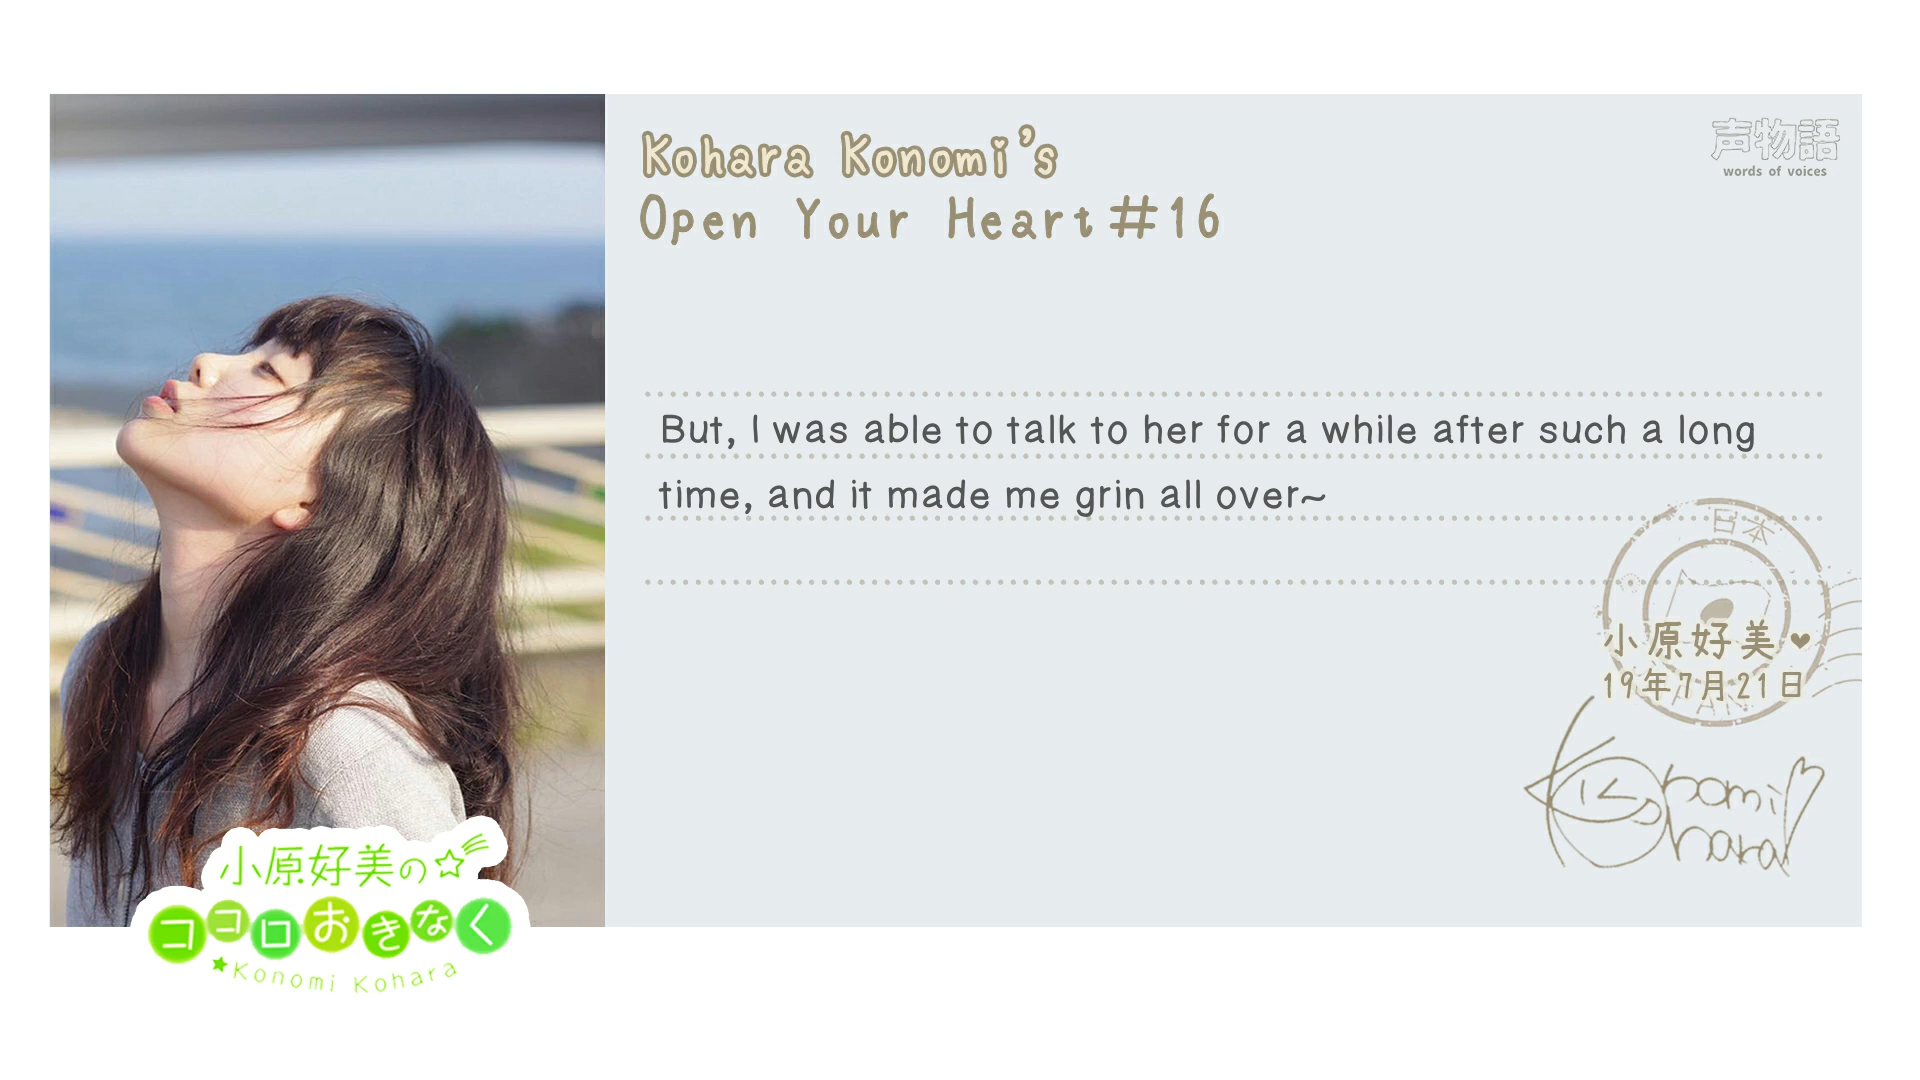 Kohara Konomi's
Open Your Heart #16
声物語
words of voices
But, I was able to talk to her for a while after such a long
time, and it made me grin all over~
日本
小原好美♥
19年7月21日
JAPAN
Konomi
Kohara
小原好美の☆
ココロおきなく
★Konomi Kohara